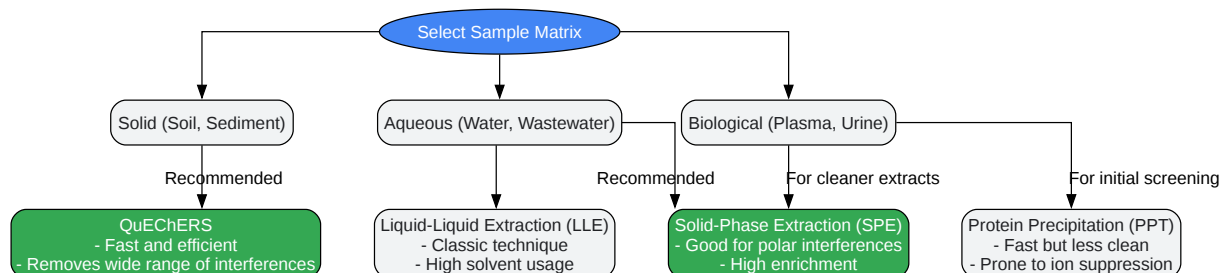 Select Sample Matrix
Solid (Soil, Sediment)
Aqueous (Water, Wastewater)
Biological (Plasma, Urine)
Recommended
Recommended
For cleaner extracts
For initial screening
QuEChERS
- Fast and efficient
- Removes wide range of interferences
Liquid-Liquid Extraction (LLE)
- Classic technique
- High solvent usage
Solid-Phase Extraction (SPE)
- Good for polar interferences
- High enrichment
Protein Precipitation (PPT)
- Fast but less clean
- Prone to ion suppression